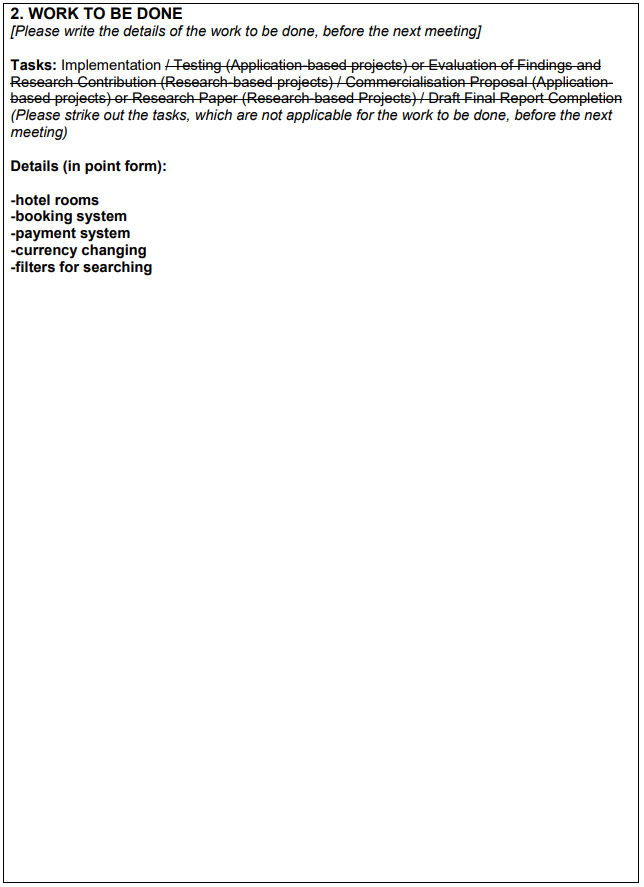 2. WORK TO BE DONE
[Please write the details of the work to be done, before the next meeting]
Tasks: Implementation / Testing (Application-based projects) or Evaluation of Findings and
Research Contribution (Research-based projects) / Commercialisation Proposal (Application-
based projects) or Research Paper (Research-based Projects) / Draft Final Report Completion
(Please strike out the tasks, which are not applicable for the work to be done, before the next
meeting)
Details (in point form):
-hotel rooms
-booking system
-payment system
-currency changing
-filters for searching